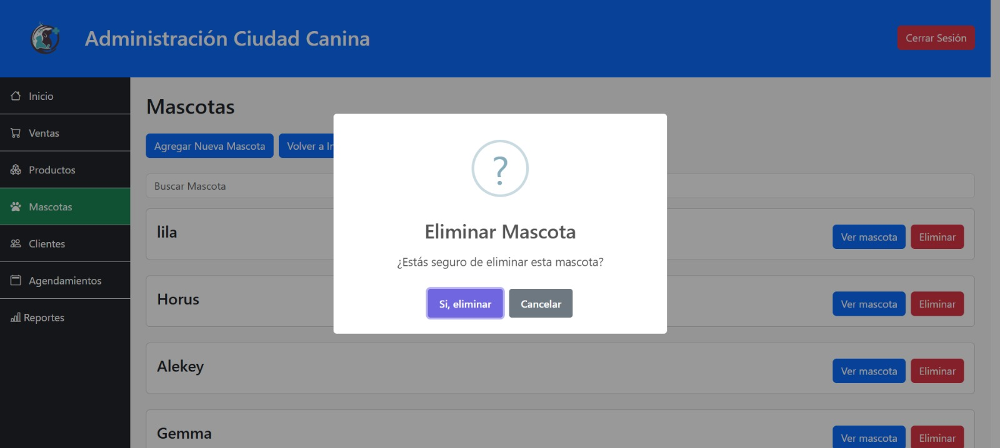 Administración Ciudad Canina
Cerrar Sesión
Inicio
Ventas
Productos
Mascotas
Clientes
Agendamientos
Reportes
Mascotas
Agregar Nueva Mascota
Volver a
Buscar Mascota
lila
Ver mascota
Eliminar
Horus
Ver mascota
Eliminar
Alekey
Ver mascota
Eliminar
Gemma
Ver mascota
Eliminar
?
Eliminar Mascota
¿Estás seguro de eliminar esta mascota?
Si, eliminar
Cancelar